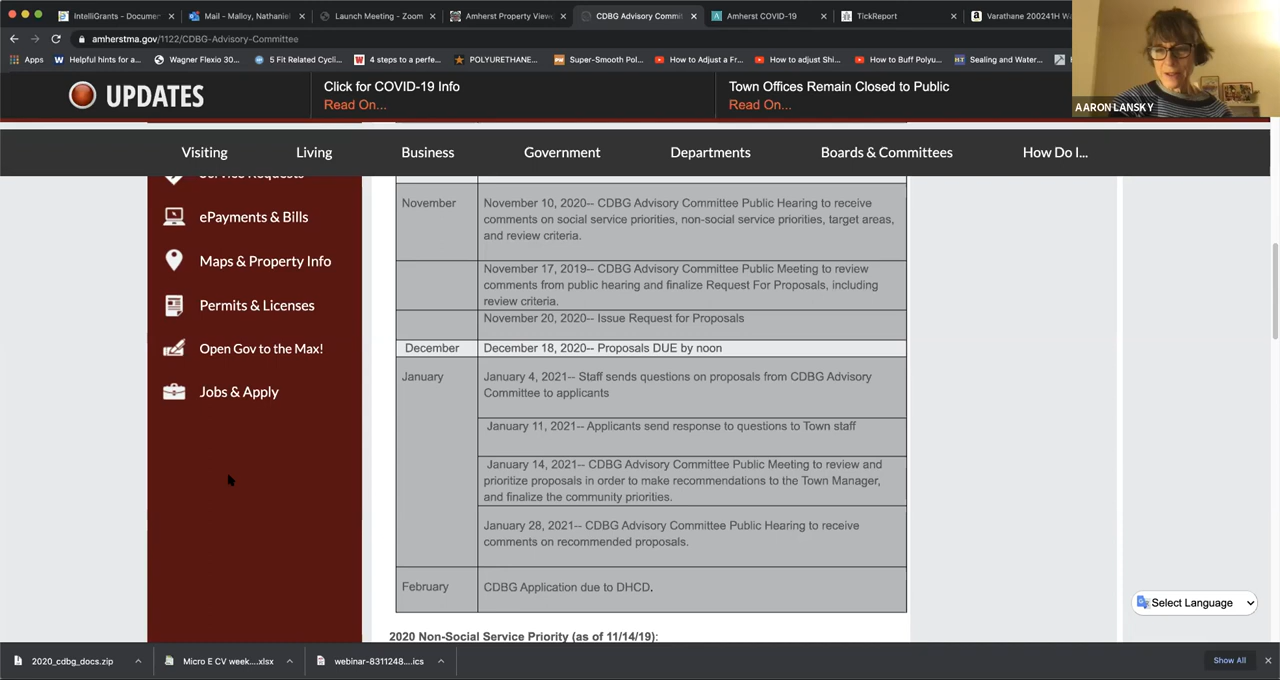 IntelliGrants - Documen
Mail - Malloy, Nathaniel
Launch Meeting - Zoom
Amherst Property View
CDBG Advisory Commit
Amherst COVID-19
TickReport
Varathane 200241H Wa
amherstma.gov/1122/CDBG-Advisory-Committee
Apps
Helpful hints for a...
Wagner Flexio 30...
5 Fit Related Cycli...
4 steps to a perfe...
POLYURETHANE...
Super-Smooth Pol...
How to Adjust a Fr...
How to adjust Shi...
How to Buff Polyu...
Sealing and Water...
UPDATES
Click for COVID-19 Info
Read On...
Town Offices Remain Closed to Public
Read On...
AARON LANSKY
Visiting
Living
Business
Government
Departments
Boards & Committees
How Do I...
Service Requests
ePayments & Bills
Maps & Property Info
Permits & Licenses
Open Gov to the Max!
Jobs & Apply
November
November 10, 2020-- CDBG Advisory Committee Public Hearing to receive
comments on social service priorities, non-social service priorities, target areas,
and review criteria.
November 17, 2019-- CDBG Advisory Committee Public Meeting to review
comments from public hearing and finalize Request For Proposals, including
review criteria.
November 20, 2020-- Issue Request for Proposals
December
December 18, 2020-- Proposals DUE by noon
January
January 4, 2021-- Staff sends questions on proposals from CDBG Advisory
Committee to applicants
January 11, 2021-- Applicants send response to questions to Town staff
January 14, 2021-- CDBG Advisory Committee Public Meeting to review and
prioritize proposals in order to make recommendations to the Town Manager,
and finalize the community priorities.
January 28, 2021-- CDBG Advisory Committee Public Hearing to receive
comments on recommended proposals.
February
CDBG Application due to DHCD.
2020 Non-Social Service Priority (as of 11/14/19):
Select Language
2020_cdbg_docs.zip
Micro E CV week....xlsx
webinar-8311248....ics
Show All